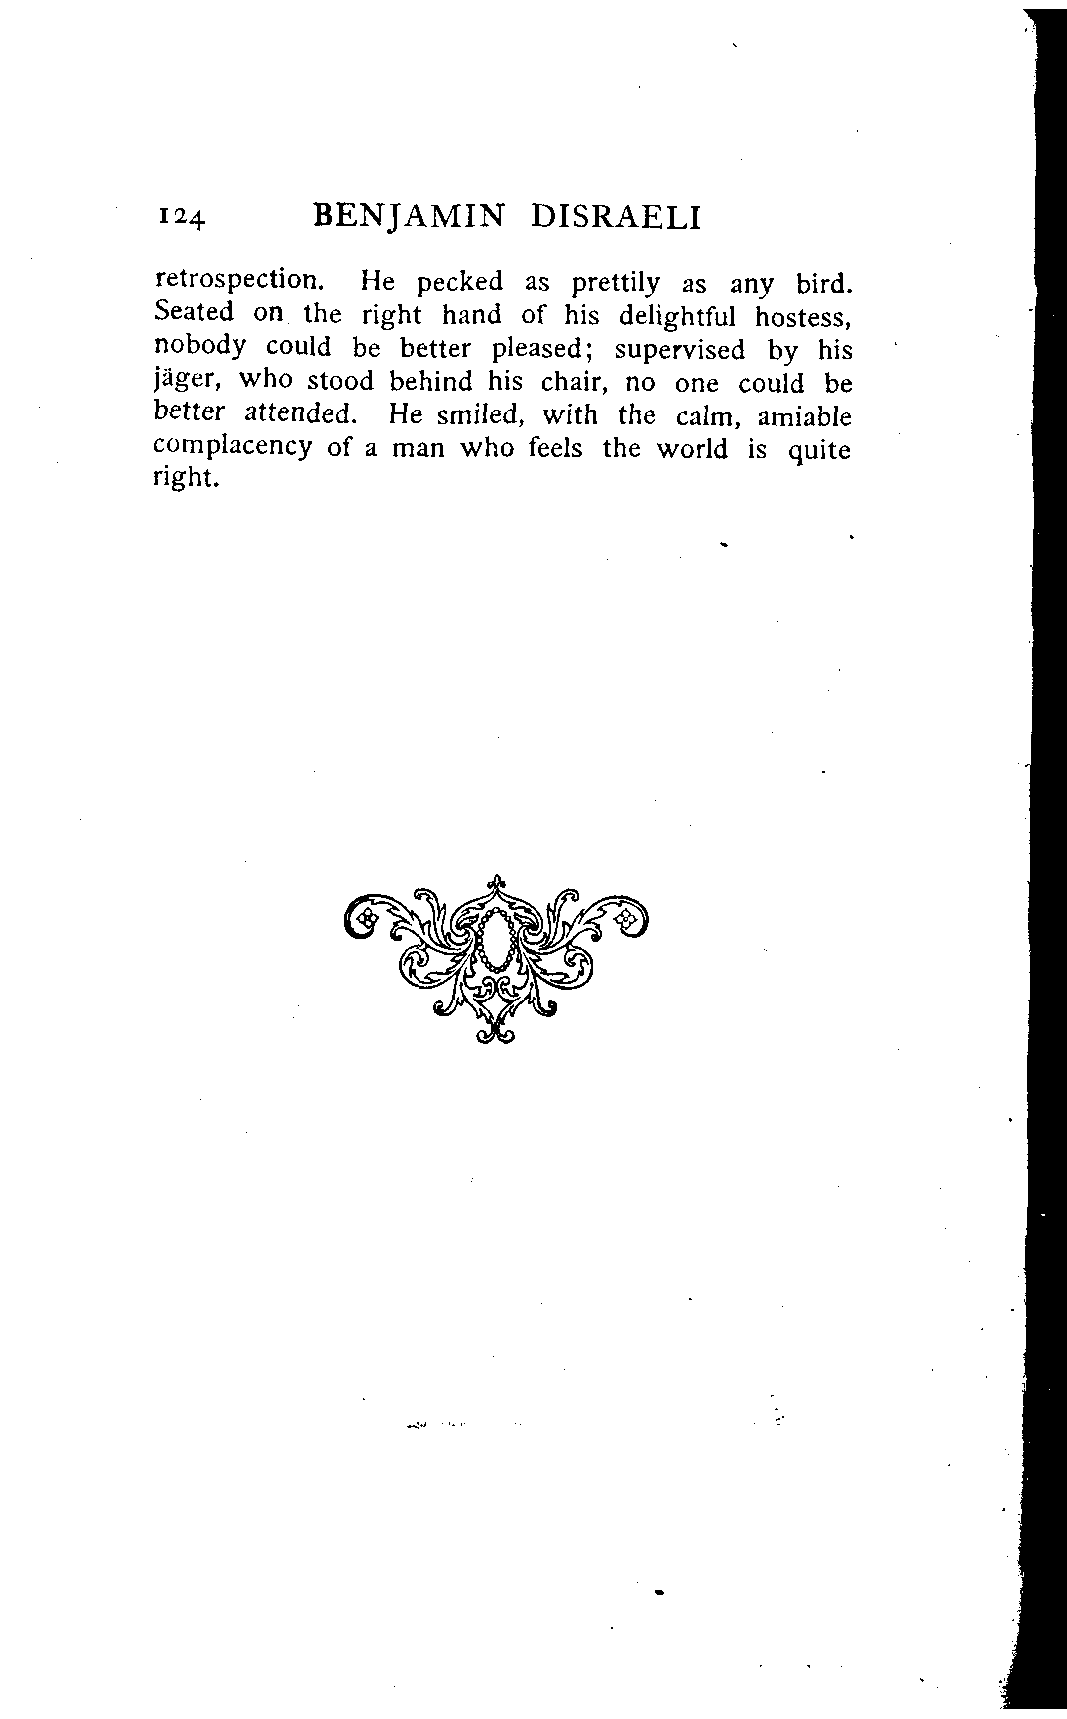 124 BENJAMIN DISRAELI
retrospection. He pecked as prettily as any bird.
Seated on the right hand of his delightful hostess,
nobody could be better pleased; supervised by his
jäger, who stood behind his chair, no one could be
better attended. He smiled, with the calm, amiable
complacency of a man who feels the world is quite
right.